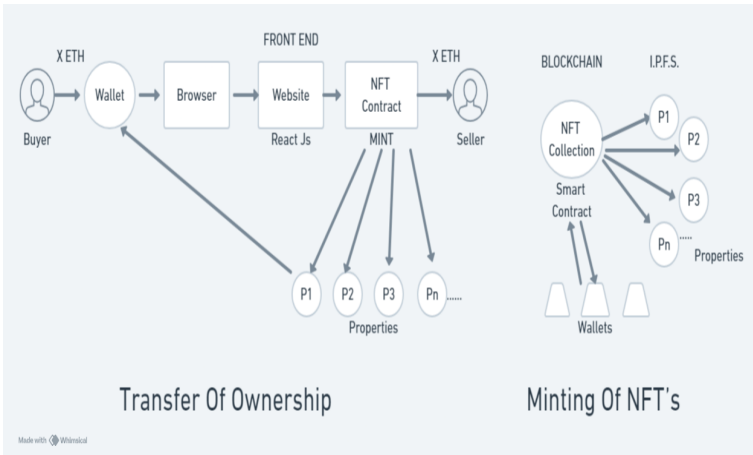 X ETH
FRONT END
X ETH
Wallet
Browser
Website
NFT
Contract
Buyer
React Js
MINT
Seller
P1
P2
P3
Pn
......
Properties
Transfer Of Ownership
BLOCKCHAIN
I.P.F.S.
NFT
Collection
P1
P2
P3
Pn
.....
Smart
Contract
Properties
Wallets
Minting Of NFT's
Made with Whimsical